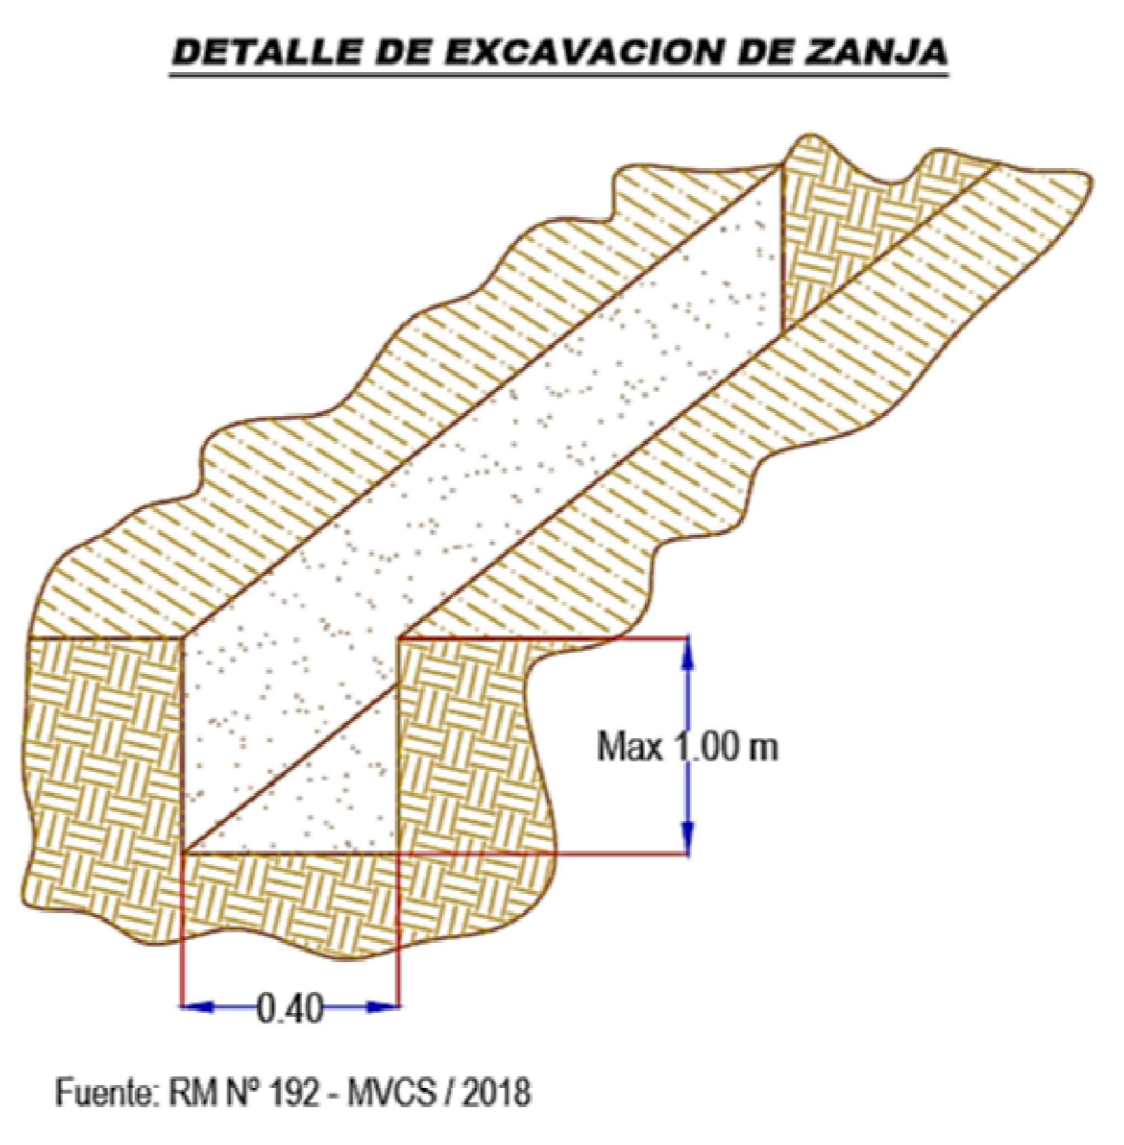 DETALLE DE EXCAVACION DE ZANJA
Max 1.00 m
0.40
Fuente: RM Nº 192 - MVCS / 2018